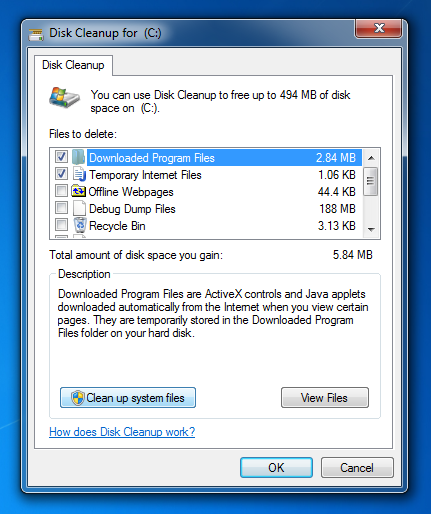 Disk Cleanup for  (C:)
Disk Cleanup
You can use Disk Cleanup to free up to 494 MB of disk
space on  (C:).
Files to delete:
Downloaded Program Files 2.84 MB
Temporary Internet Files 1.06 KB
Offline Webpages 44.4 KB
Debug Dump Files 188 MB
Recycle Bin 3.13 KB
Total amount of disk space you gain: 5.84 MB
Description
Downloaded Program Files are ActiveX controls and Java applets
downloaded automatically from the Internet when you view certain
pages. They are temporarily stored in the Downloaded Program
Files folder on your hard disk.
Clean up system files View Files
How does Disk Cleanup work?
OK Cancel